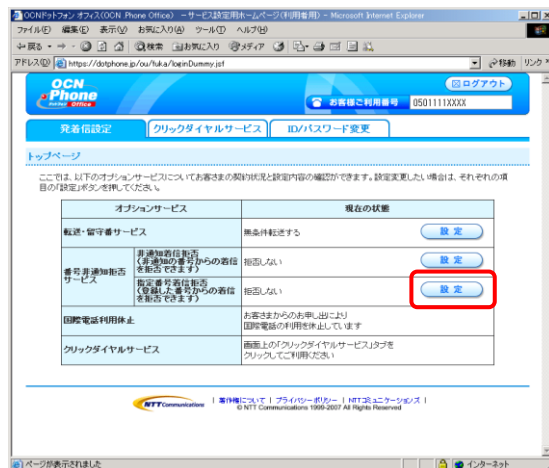 OCNドットフォン オフィス(OCN .Phone Office) －サービス設定用ホームページ(利用者用) - Microsoft Internet Explorer
ファイル(F) 編集(E) 表示(V) お気に入り(A) ツール(T) ヘルプ(H)
戻る 検索 お気に入り メディア
アドレス(D) https://dotphone.jp/ou/fuka/loginDummy.jsf 移動 リンク
OCN
.Phone
Office
ログアウト
お客様ご利用番号 0501111XXXX
発着信設定 クリックダイヤルサービス ID/パスワード変更
トップページ
ここでは、以下のオプションサービスについてお客さまの契約状況と設定内容の確認ができます。設定変更したい場合は、それぞれの項
目の「設定」ボタンを押してください。
オプションサービス 現在の状態
転送・留守番サービス 無条件転送する 設定
番号非通知拒否
サービス
非通知着信拒否
(非通知の番号からの着信
を拒否できます)
拒否しない 設定
指定番号着信拒否
(登録した番号からの着信
を拒否できます)
拒否しない 設定
国際電話利用休止
お客さまからのお申し出により
国際電話の利用を休止しています
クリックダイヤルサービス
画面上の「クリックダイヤルサービス」タブを
クリックしてご利用ください
NTT Communications | 著作権について | プライバシーポリシー | NTTコミュニケーションズ |
© NTT Communications 1999-2007 All Rights Reserved
ページが表示されました インターネット